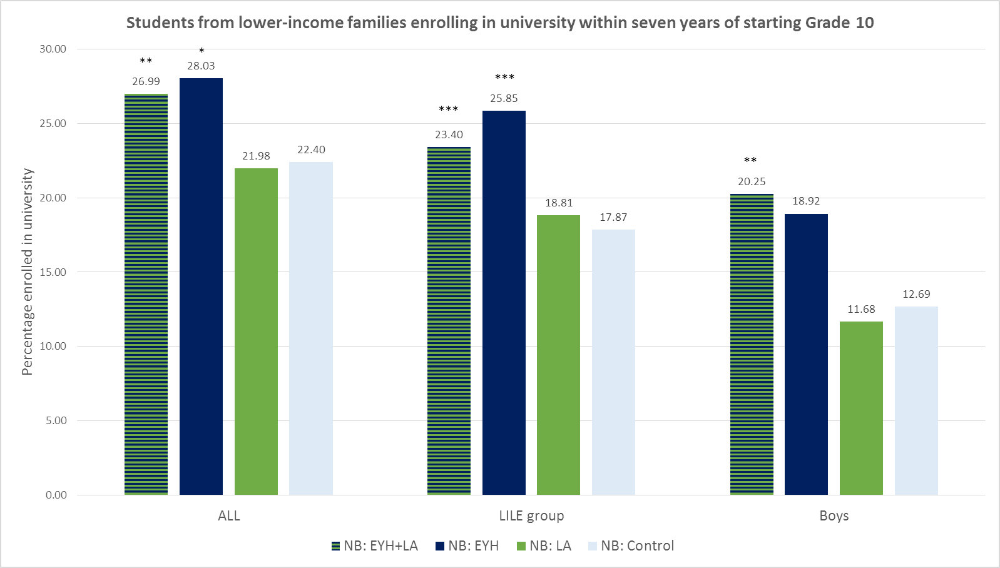 Students from lower-income families enrolling in university within seven years of starting Grade 10
Percentage enrolled in university
30.00
25.00
20.00
15.00
10.00
5.00
0.00
**
26.99
*
28.03
21.98
22.40
***
23.40
***
25.85
18.81
17.87
**
20.25
18.92
11.68
12.69
ALL
LILE group
Boys
NB: EYH+LA
NB: EYH
NB: LA
NB: Control